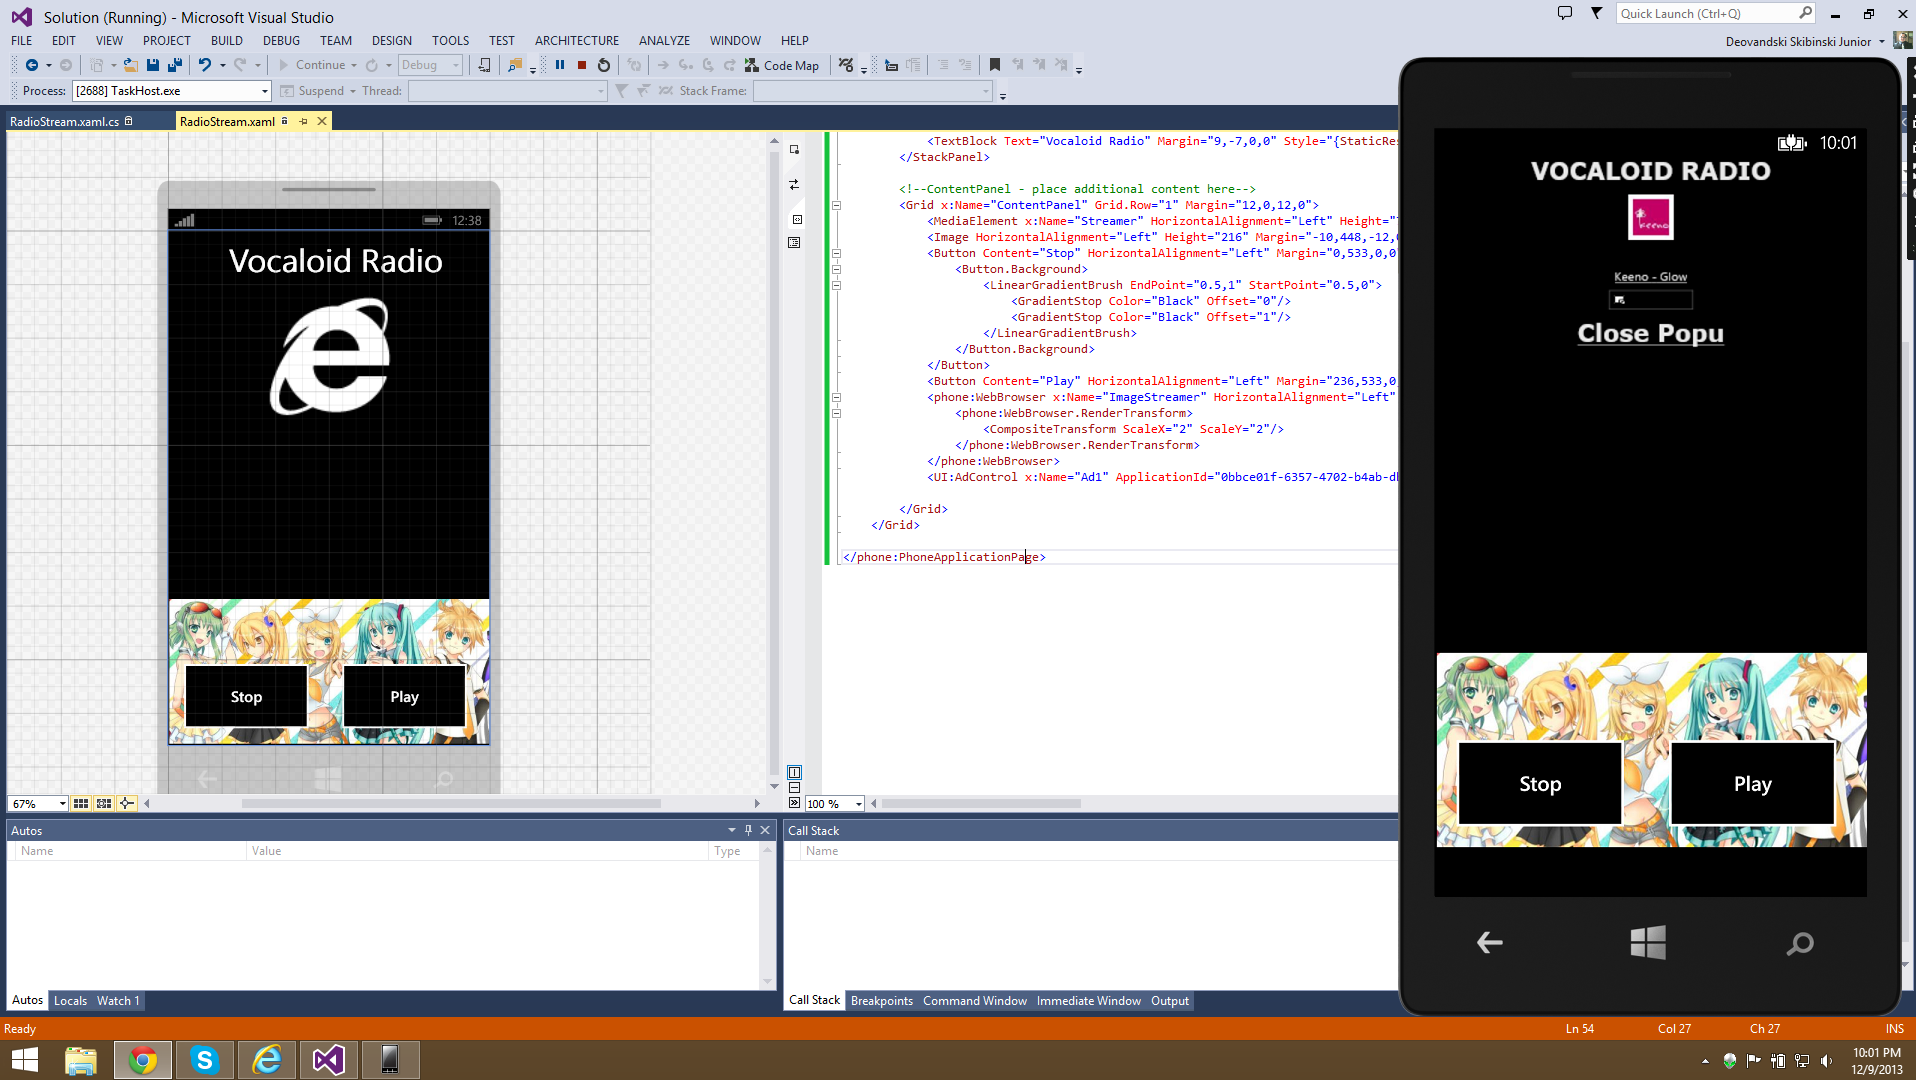 Solution (Running) - Microsoft Visual Studio
Quick Launch (Ctrl+Q)
FILE EDIT VIEW PROJECT BUILD DEBUG TEAM DESIGN TOOLS TEST ARCHITECTURE ANALYZE WINDOW HELP
Deovandski Skibinski Junior
Continue Debug Code Map
Process: [2688] TaskHost.exe Suspend Thread: Stack Frame:
RadioStream.xaml.cs RadioStream.xaml
12:38
Vocaloid Radio
Stop Play
<TextBlock Text="Vocaloid Radio" Margin="9,-7,0,0" Style="{StaticRes
</StackPanel>
<!--ContentPanel - place additional content here-->
<Grid x:Name="ContentPanel" Grid.Row="1" Margin="12,0,12,0">
<MediaElement x:Name="Streamer" HorizontalAlignment="Left" Height="
<Image HorizontalAlignment="Left" Height="216" Margin="-10,448,-12,
<Button Content="Stop" HorizontalAlignment="Left" Margin="0,533,0,0
<Button.Background>
<LinearGradientBrush EndPoint="0.5,1" StartPoint="0.5,0">
<GradientStop Color="Black" Offset="0"/>
<GradientStop Color="Black" Offset="1"/>
</LinearGradientBrush>
</Button.Background>
</Button>
<Button Content="Play" HorizontalAlignment="Left" Margin="236,533,0,
<phone:WebBrowser x:Name="ImageStreamer" HorizontalAlignment="Left"
<phone:WebBrowser.RenderTransform>
<CompositeTransform ScaleX="2" ScaleY="2"/>
</phone:WebBrowser.RenderTransform>
</phone:WebBrowser>
<UI:AdControl x:Name="Ad1" ApplicationId="0bbce01f-6357-4702-b4ab-d
</Grid>
</Grid>
</phone:PhoneApplicationPage>
67%
100 %
10:01
VOCALOID RADIO
keeno
Keeno - Glow
Close Popu
Stop Play
Autos
Name Value Type
Call Stack
Name
Autos Locals Watch 1
Call Stack Breakpoints Command Window Immediate Window Output
Ready Ln 54 Col 27 Ch 27 INS
10:01 PM
12/9/2013